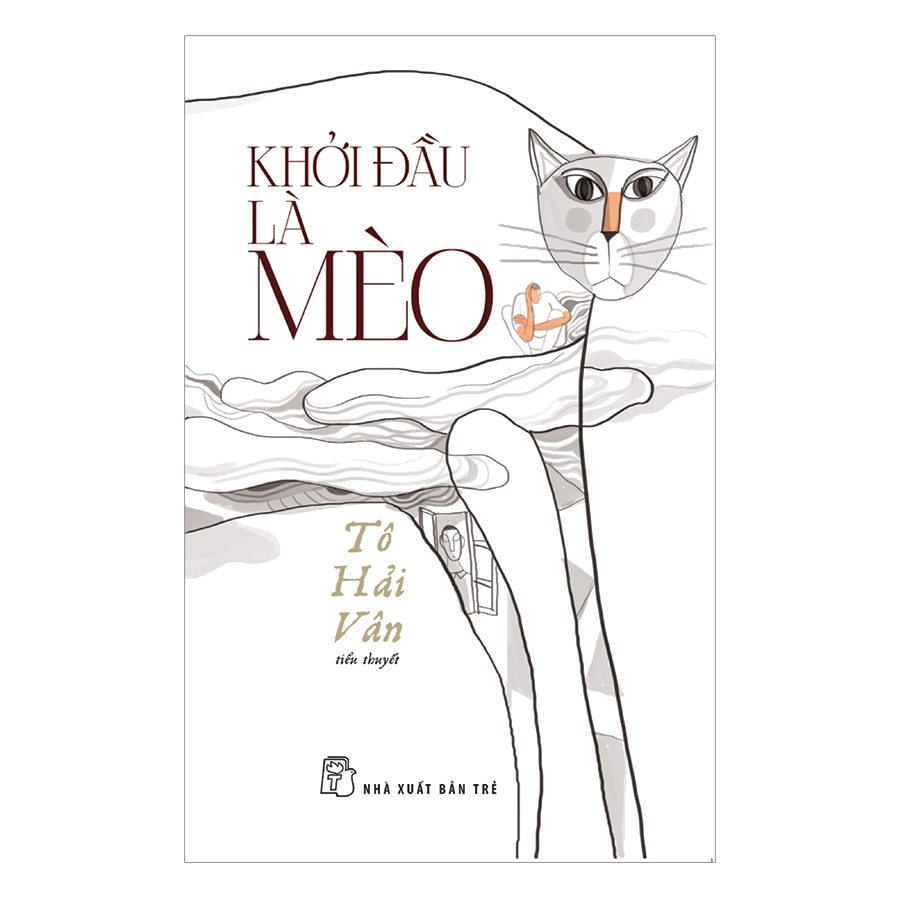 KHỞI ĐẦU
LÀ
MÈO
Tô
Hải
Vân
tiểu thuyết
T
NHÀ XUẤT BẢN TRẺ